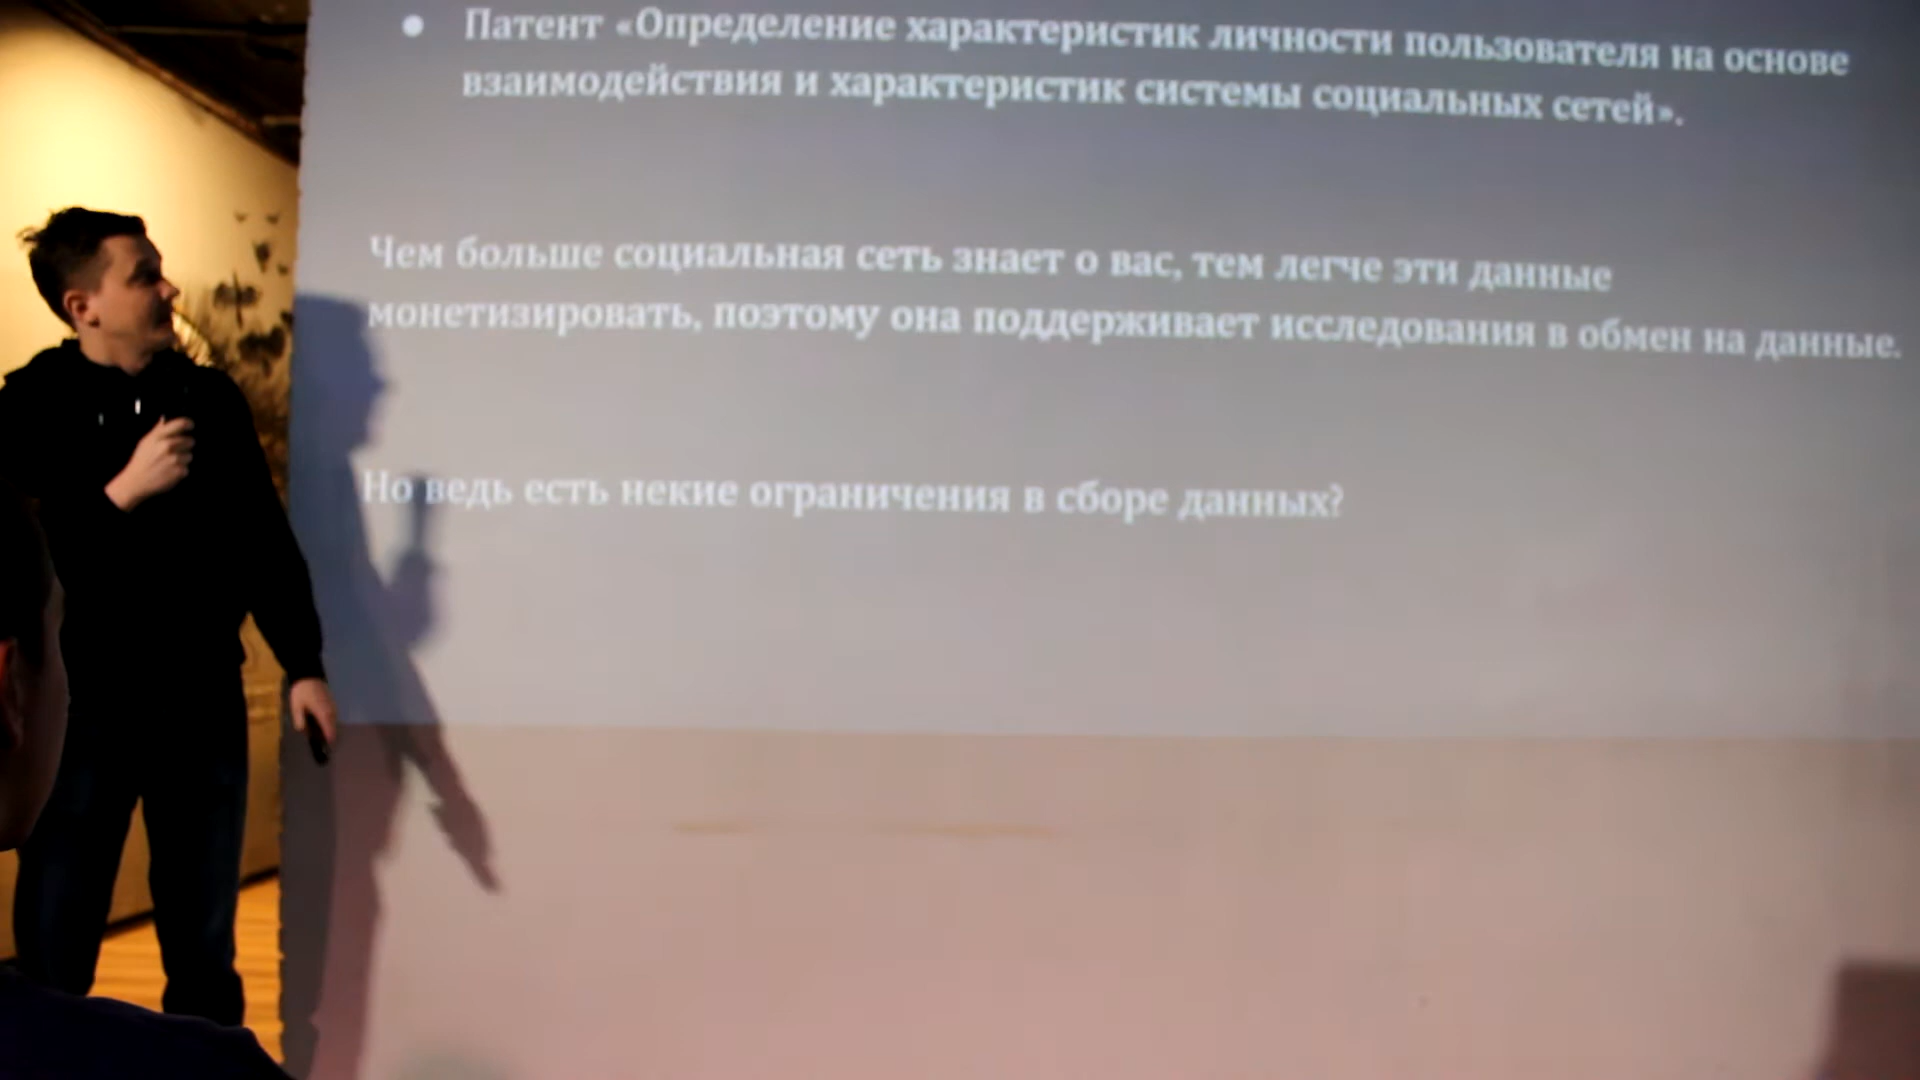 • Патент «Определение характеристик личности пользователя на основе
взаимодействия и характеристик системы социальных сетей».
Чем больше социальная сеть знает о вас, тем легче эти данные
монетизировать, поэтому она поддерживает исследования в обмен на данные.
Но ведь есть некие ограничения в сборе данных?